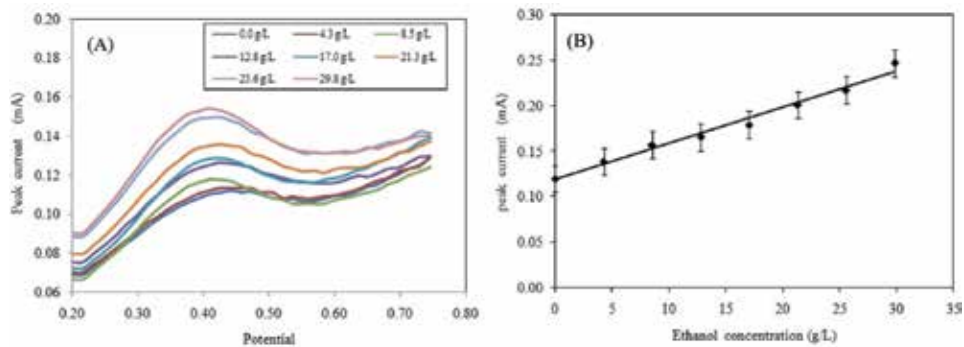 (A)
0.0 g/L 4.3 g/L 8.5 g/L
12.8 g/L 17.0 g/L 21.3 g/L
25.6 g/L 29.8 g/L
0.20
0.18
0.16
0.14
0.12
0.10
0.08
0.06
Peak current (mA)
0.20 0.30 0.40 0.50 0.60 0.70 0.80
Potential
(B)
0.30
0.25
0.20
0.15
0.10
0.05
0.00
peak current (mA)
0 5 10 15 20 25 30 35
Ethanol concentration (g/L)